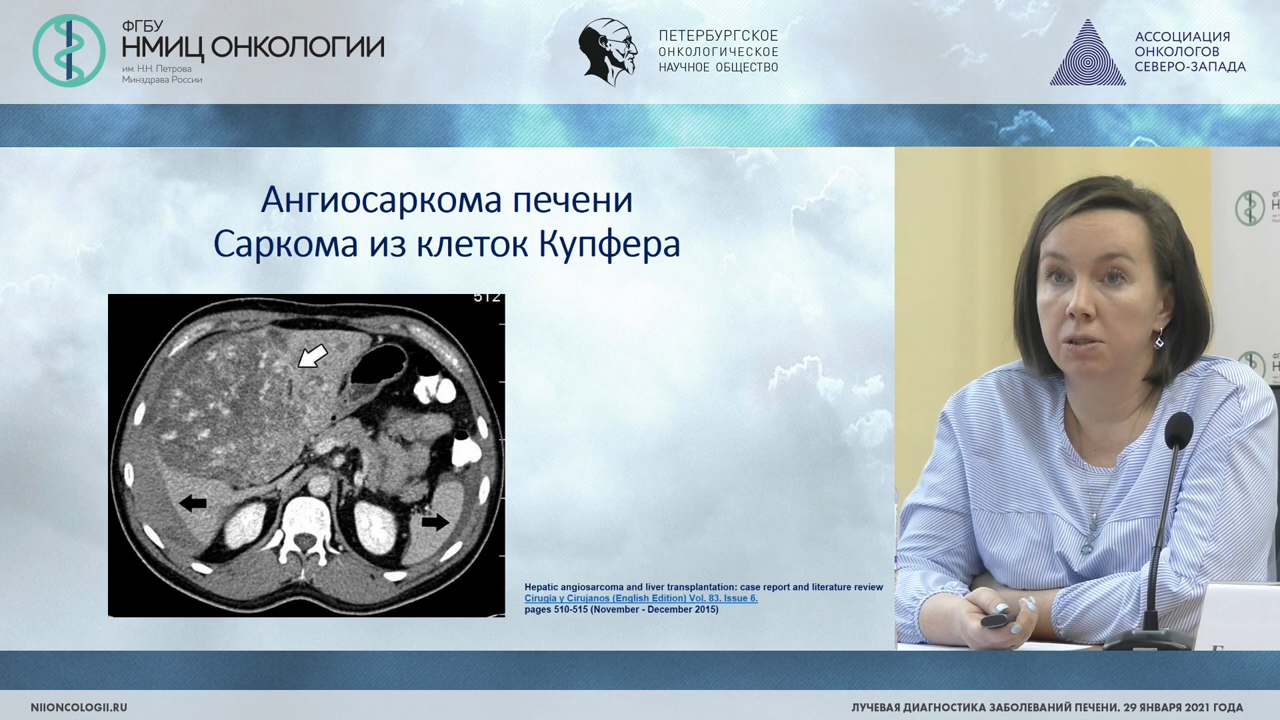 ФГБУ
НМИЦ ОНКОЛОГИИ
им. Н.Н. Петрова
Минздрава России
ПЕТЕРБУРГСКОЕ
ОНКОЛОГИЧЕСКОЕ
НАУЧНОЕ ОБЩЕСТВО
АССОЦИАЦИЯ
ОНКОЛОГОВ
СЕВЕРО-ЗАПАДА
Ангиосаркома печени
Саркома из клеток Купфера
512
Hepatic angiosarcoma and liver transplantation: case report and literature review
Cirugía y Cirujanos (English Edition) Vol. 83. Issue 6.
pages 510-515 (November - December 2015)
NIIONCOLOGII.RU
ЛУЧЕВАЯ ДИАГНОСТИКА ЗАБОЛЕВАНИЙ ПЕЧЕНИ. 29 ЯНВАРЯ 2021 ГОДА